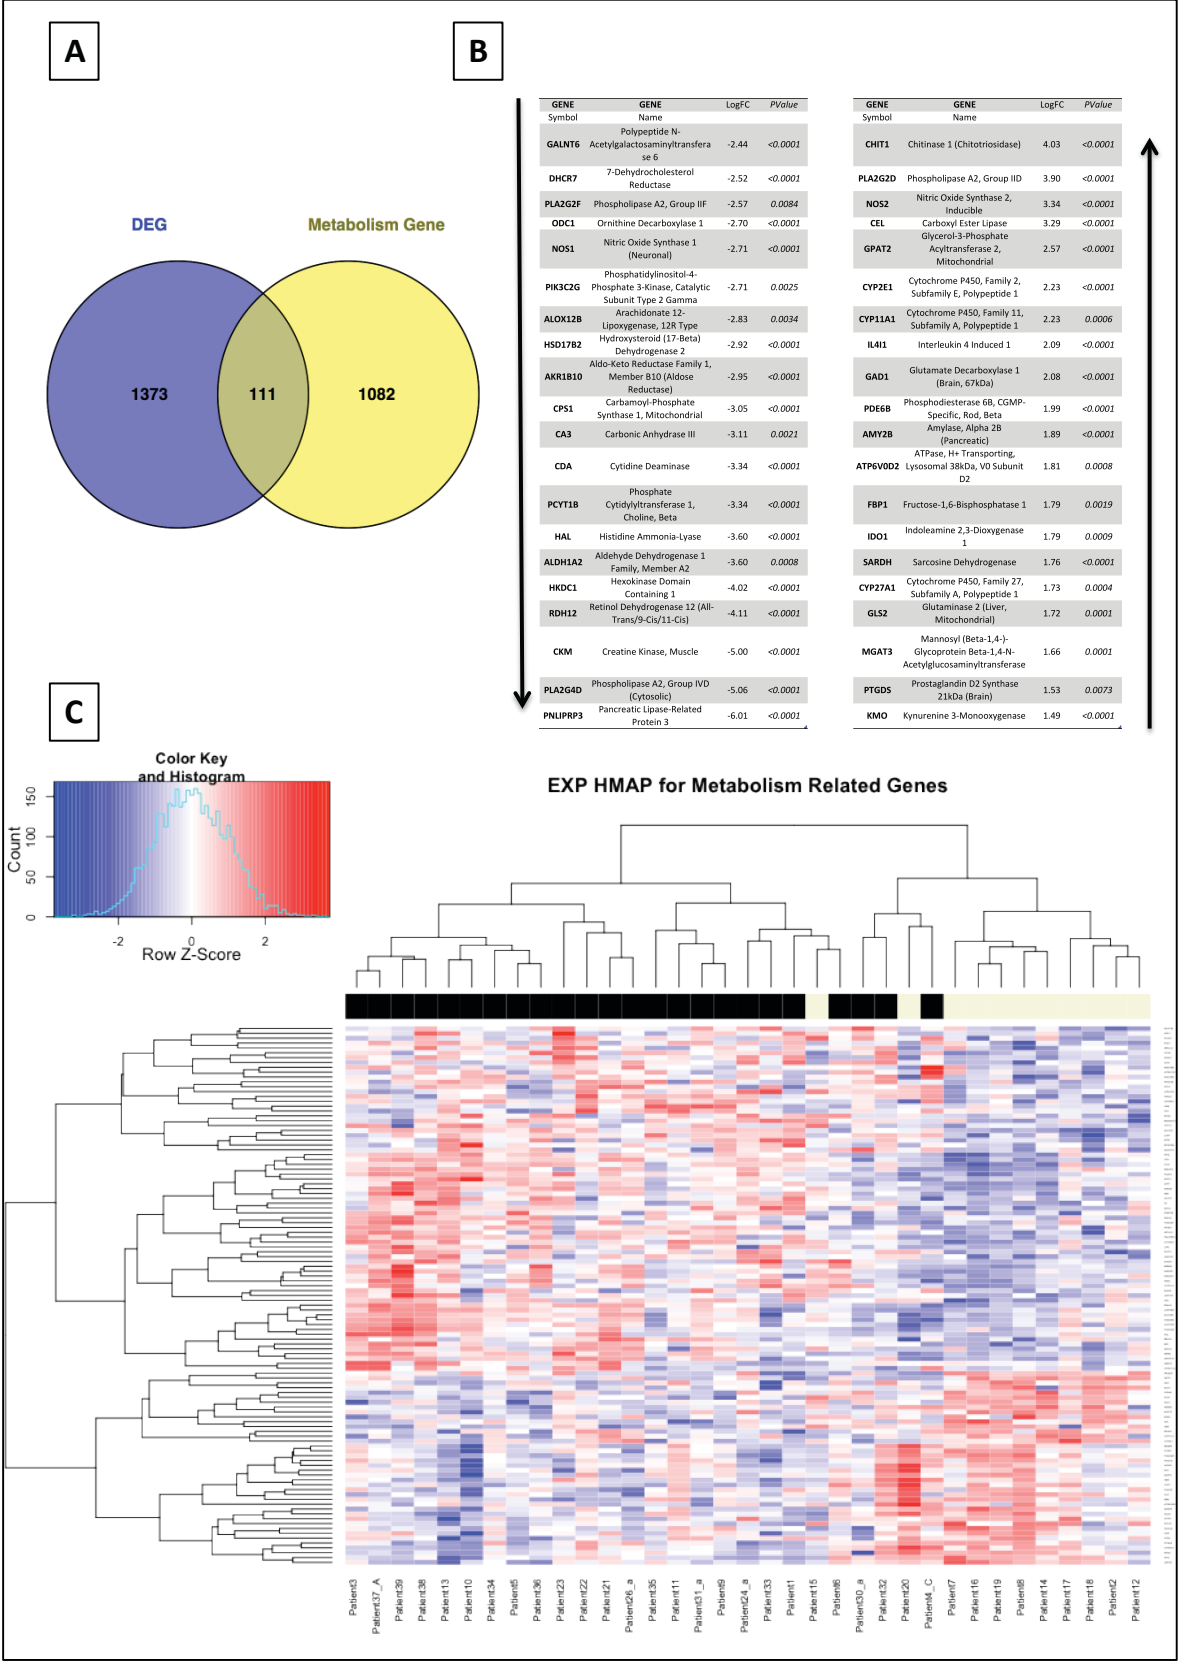 A
B
DEG
Metabolism Gene
1373
111
1082
GENE GENE LogFC PValue
Symbol Name
Polypeptide N-
GALNT6 Acetylgalactosaminyltransfera -2.44 <0.0001
se 6
DHCR7 7-Dehydrocholesterol -2.52 <0.0001
Reductase
PLA2G2F Phospholipase A2, Group IIF -2.57 0.0084
ODC1 Ornithine Decarboxylase 1 -2.70 <0.0001
NOS1 Nitric Oxide Synthase 1 -2.71 <0.0001
(Neuronal)
Phosphatidylinositol-4-
PIK3C2G Phosphate 3-Kinase, Catalytic -2.71 0.0025
Subunit Type 2 Gamma
ALOX12B Arachidonate 12- -2.83 0.0034
Lipoxygenase, 12R Type
HSD17B2 Hydroxysteroid (17-Beta) -2.92 <0.0001
Dehydrogenase 2
Aldo-Keto Reductase Family 1,
AKR1B10 Member B10 (Aldose -2.95 <0.0001
Reductase)
CPS1 Carbamoyl-Phosphate -3.05 <0.0001
Synthase 1, Mitochondrial
CA3 Carbonic Anhydrase III -3.11 0.0021
CDA Cytidine Deaminase -3.34 <0.0001
Phosphate
PCYT1B Cytidylyltransferase 1, -3.34 <0.0001
Choline, Beta
HAL Histidine Ammonia-Lyase -3.60 <0.0001
ALDH1A2 Aldehyde Dehydrogenase 1 -3.60 0.0008
Family, Member A2
HKDC1 Hexokinase Domain -4.02 <0.0001
Containing 1
RDH12 Retinol Dehydrogenase 12 (All- -4.11 <0.0001
Trans/9-Cis/11-Cis)
CKM Creatine Kinase, Muscle -5.00 <0.0001
PLA2G4D Phospholipase A2, Group IVD -5.06 <0.0001
(Cytosolic)
PNLIPRP3 Pancreatic Lipase-Related -6.01 <0.0001
Protein 3
GENE GENE LogFC PValue
Symbol Name
CHIT1 Chitinase 1 (Chitotriosidase) 4.03 <0.0001
PLA2G2D Phospholipase A2, Group IID 3.90 <0.0001
NOS2 Nitric Oxide Synthase 2, 3.34 <0.0001
Inducible
CEL Carboxyl Ester Lipase 3.29 <0.0001
Glycerol-3-Phosphate
GPAT2 Acyltransferase 2, 2.57 <0.0001
Mitochondrial
CYP2E1 Cytochrome P450, Family 2, 2.23 <0.0001
Subfamily E, Polypeptide 1
CYP11A1 Cytochrome P450, Family 11, 2.23 0.0006
Subfamily A, Polypeptide 1
IL4I1 Interleukin 4 Induced 1 2.09 <0.0001
GAD1 Glutamate Decarboxylase 1 2.08 <0.0001
(Brain, 67kDa)
PDE6B Phosphodiesterase 6B, CGMP- 1.99 <0.0001
Specific, Rod, Beta
AMY2B Amylase, Alpha 2B 1.89 <0.0001
(Pancreatic)
ATPase, H+ Transporting,
ATP6V0D2 Lysosomal 38kDa, V0 Subunit 1.81 0.0008
D2
FBP1 Fructose-1,6-Bisphosphatase 1 1.79 0.0019
IDO1 Indoleamine 2,3-Dioxygenase 1.79 0.0009
1
SARDH Sarcosine Dehydrogenase 1.76 <0.0001
CYP27A1 Cytochrome P450, Family 27, 1.73 0.0004
Subfamily A, Polypeptide 1
GLS2 Glutaminase 2 (Liver, 1.72 0.0001
Mitochondrial)
Mannosyl (Beta-1,4-)-
MGAT3 Glycoprotein Beta-1,4-N- 1.66 0.0001
Acetylglucosaminyltransferase
PTGDS Prostaglandin D2 Synthase 1.53 0.0073
21kDa (Brain)
KMO Kynurenine 3-Monooxygenase 1.49 <0.0001
C
Color Key
and Histogram
Count
0 50 100 150
-2 0 2
Row Z-Score
EXP HMAP for Metabolism Related Genes
Patient3
Patient37_A
Patient39
Patient38
Patient13
Patient10
Patient34
Patient5
Patient36
Patient23
Patient22
Patient21
Patient26_a
Patient35
Patient11
Patient31_a
Patient9
Patient24_a
Patient33
Patient1
Patient15
Patient6
Patient30_a
Patient32
Patient20
Patient4_C
Patient7
Patient16
Patient19
Patient8
Patient14
Patient17
Patient18
Patient2
Patient12